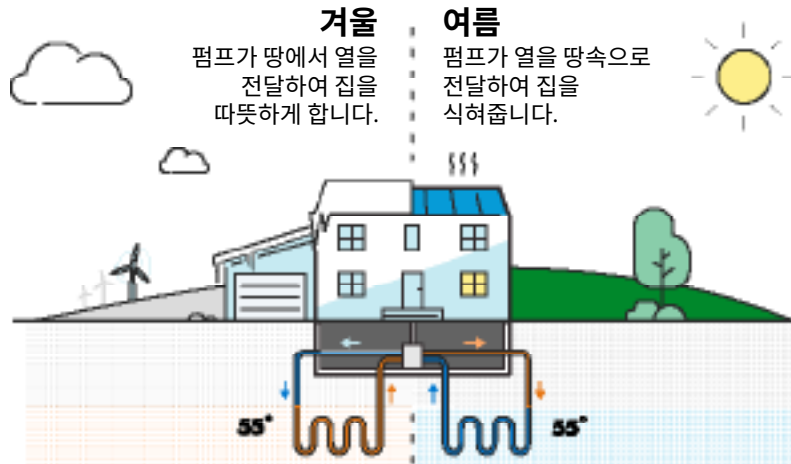 겨울
펌프가 땅에서 열을
전달하여 집을
따뜻하게 합니다.
여름
펌프가 열을 땅속으로
전달하여 집을
식혀줍니다.
55°
55°